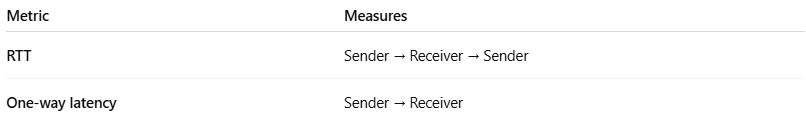 Metric Measures
RTT Sender → Receiver → Sender
One-way latency Sender → Receiver